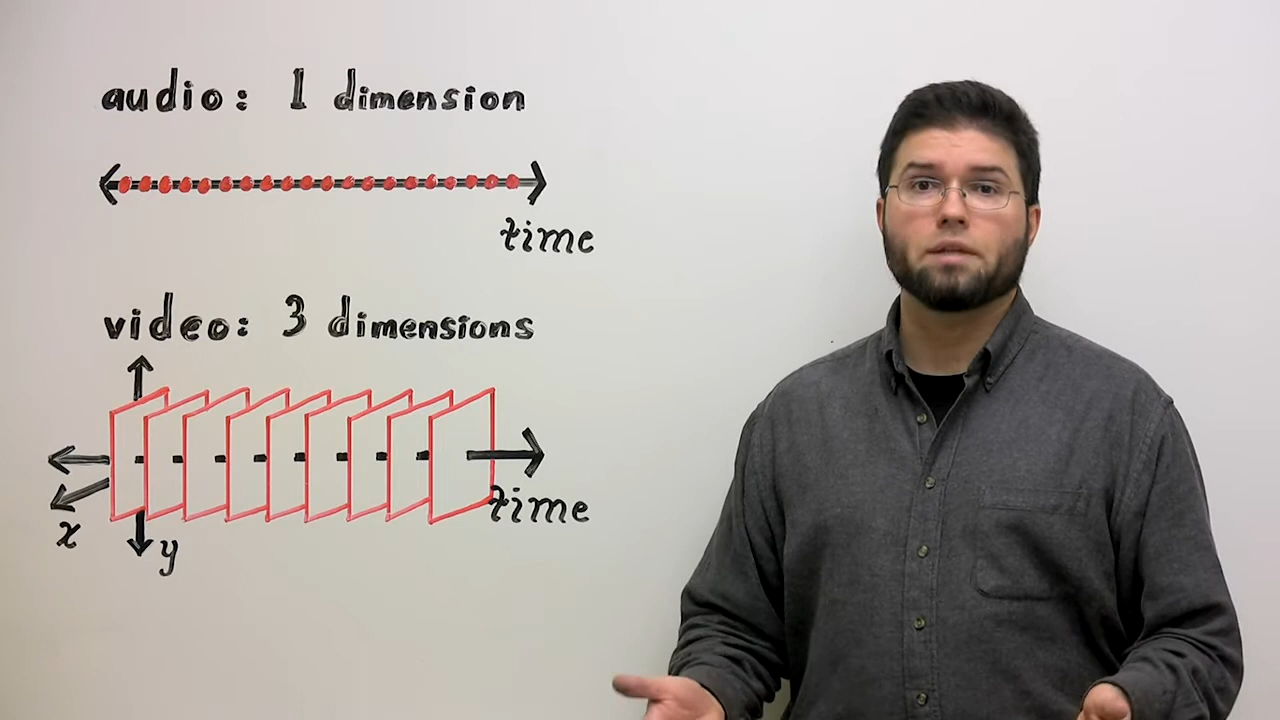 audio: 1 dimension
time
video: 3 dimensions
time
x
y